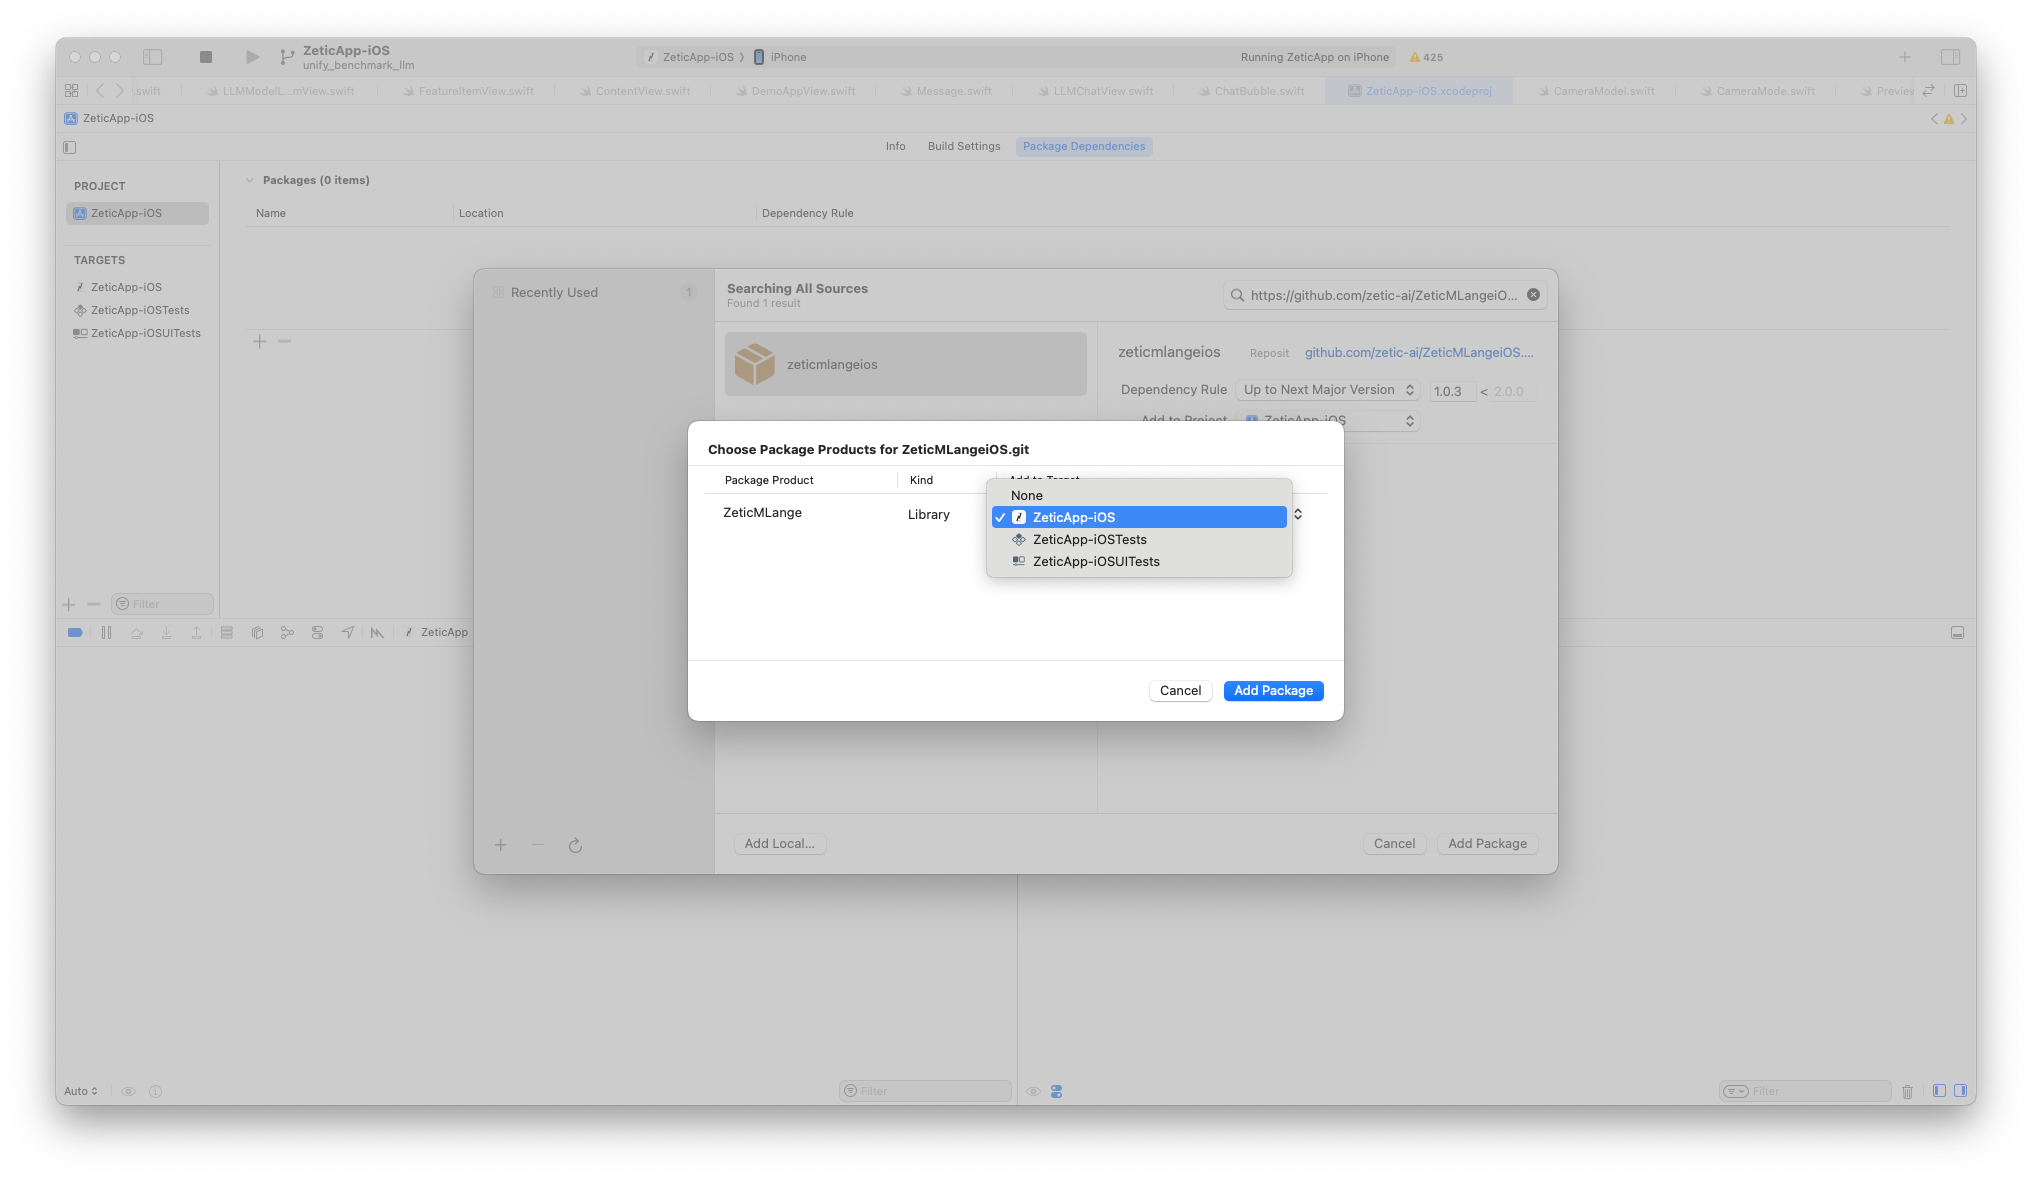 ZeticApp-iOS
unify_benchmark_llm
ZeticApp-iOS
iPhone
Running ZeticApp on iPhone
425
.swift
LLMModelL...mView.swift
FeatureItemView.swift
ContentView.swift
DemoAppView.swift
Message.swift
LLMChatView.swift
ChatBubble.swift
ZeticApp-iOS.xcodeproj
CameraModel.swift
CameraMode.swift
Preview
ZeticApp-iOS
Info
Build Settings
Package Dependencies
PROJECT
ZeticApp-iOS
TARGETS
ZeticApp-iOS
ZeticApp-iOSTests
ZeticApp-iOSUITests
Packages (0 items)
Name
Location
Dependency Rule
Recently Used
1
Searching All Sources
Found 1 result
https://github.com/zetic-ai/ZeticMLangeiO...
zeticmlangeios
zeticmlangeios
Reposit
github.com/zetic-ai/ZeticMLangeiOS....
Dependency Rule
Up to Next Major Version
1.0.3 < 2.0.0
Add to Project
ZeticApp-iOS
Choose Package Products for ZeticMLangeiOS.git
Package Product
Kind
Add to Target
ZeticMLange
Library
None
ZeticApp-iOS
ZeticApp-iOSTests
ZeticApp-iOSUITests
Cancel
Add Package
Filter
ZeticApp
Add Local...
Cancel
Add Package
Auto
Filter
Filter